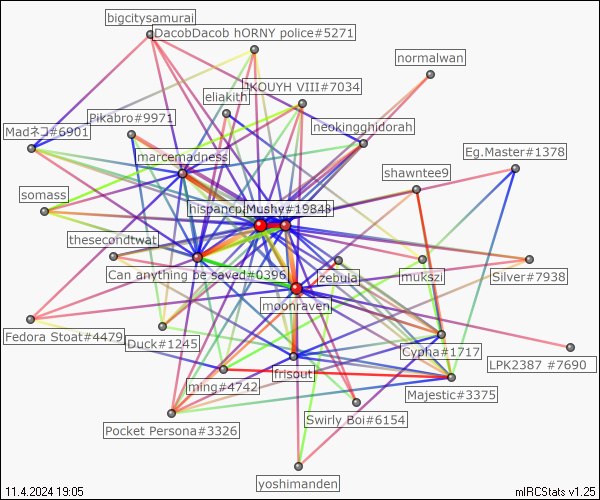 bigcitysamurai
DacobDacob hORNY police#5271
normalwan
KOUYH VIII#7034
eliakith
Pikabro#9971
neokingghidorah
Madネコ#6901
marcemadness
Eg.Master#1378
shawntee9
somass
Mushy#1984
thesecondtwat
Can anything be saved#0396
zebula
mukszi
Silver#7938
moonraven
Fedora Stoat#4479
Duck#1245
Cypha#1717
LPK2387 #7690
frisout
ming#4742
Majestic#3375
Swirly Boi#6154
Pocket Persona#3326
yoshimanden
11.4.2024 19:05
mIRCStats v1.25